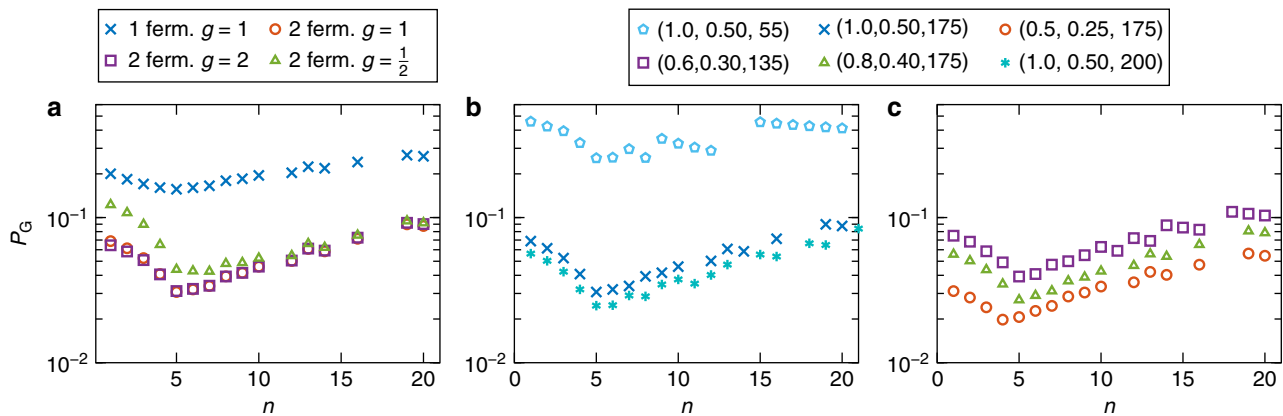 1 ferm. g = 1
2 ferm. g = 1
2 ferm. g = 2
2 ferm. g = 1/2
(1.0, 0.50, 55)
(1.0,0.50,175)
(0.5, 0.25, 175)
(0.6,0.30,135)
(0.8,0.40,175)
(1.0, 0.50, 200)
a
b
c
10⁻¹
10⁻²
P_G
5
10
15
20
n
10⁻¹
10⁻²
0
5
10
15
20
n
10⁻¹
10⁻²
0
5
10
15
20
n